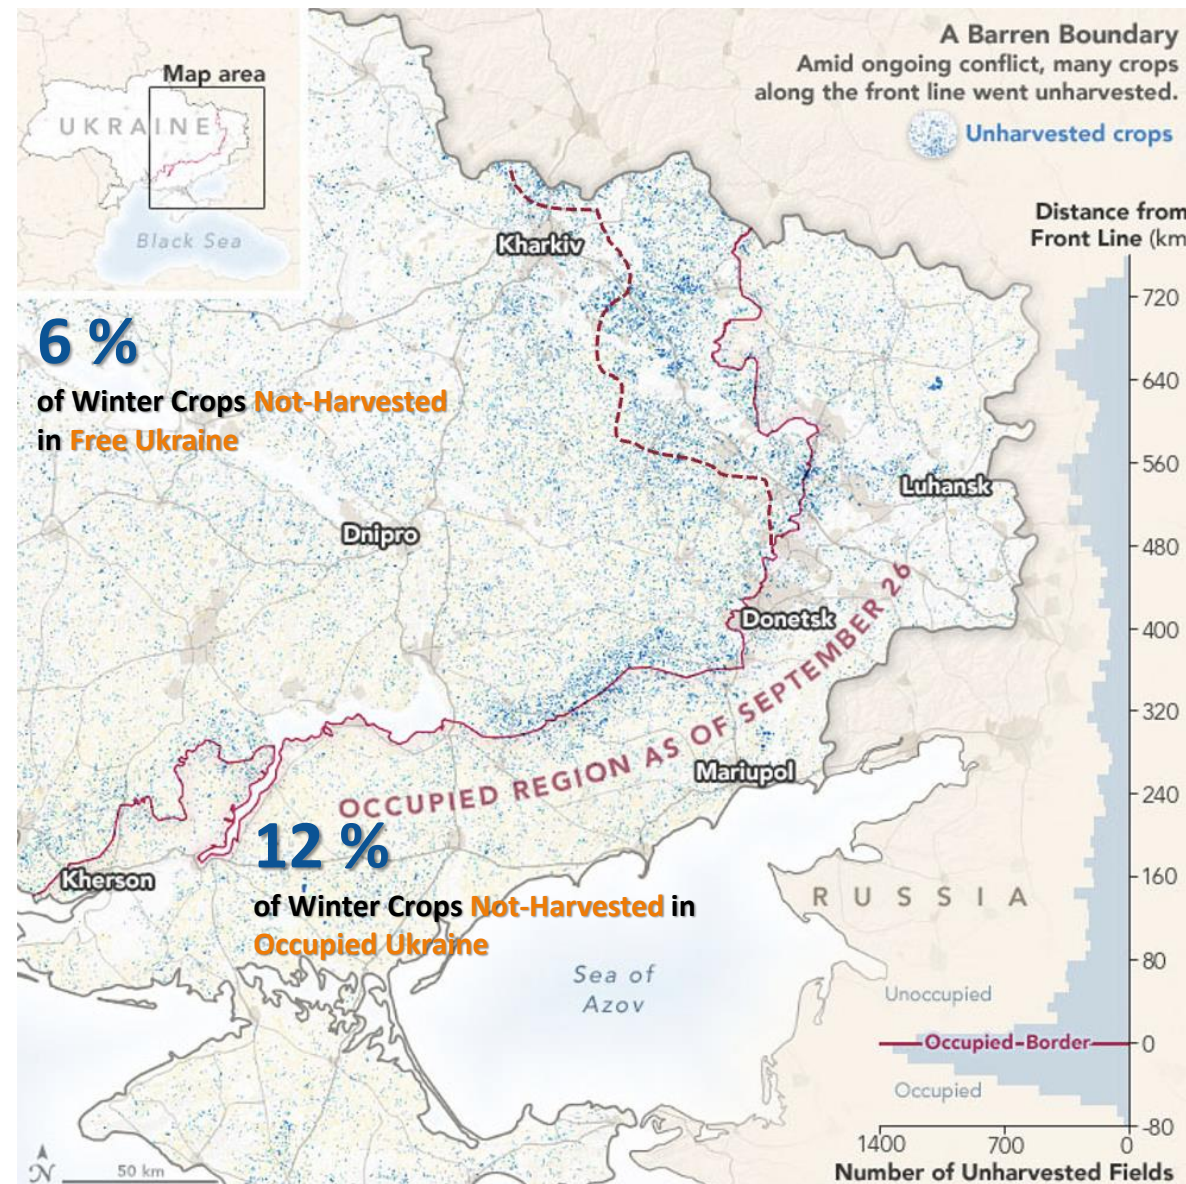 A Barren Boundary
Amid ongoing conflict, many crops
along the front line went unharvested.
Unharvested crops
Map area
UKRAINE
Black Sea
Distance from
Front Line (km
Kharkiv
6 %
of Winter Crops Not-Harvested
in Free Ukraine
Luhansk
Dnipro
Donetsk
OCCUPIED REGION AS OF SEPTEMBER 26
Mariupol
12 %
of Winter Crops Not-Harvested in
Occupied Ukraine
Kherson
RUSSIA
Sea of
Azov
720
640
560
480
400
320
240
160
80
Unoccupied
Occupied-Border
0
Occupied
-80
1400 700 0
Number of Unharvested Fields
N
50 km